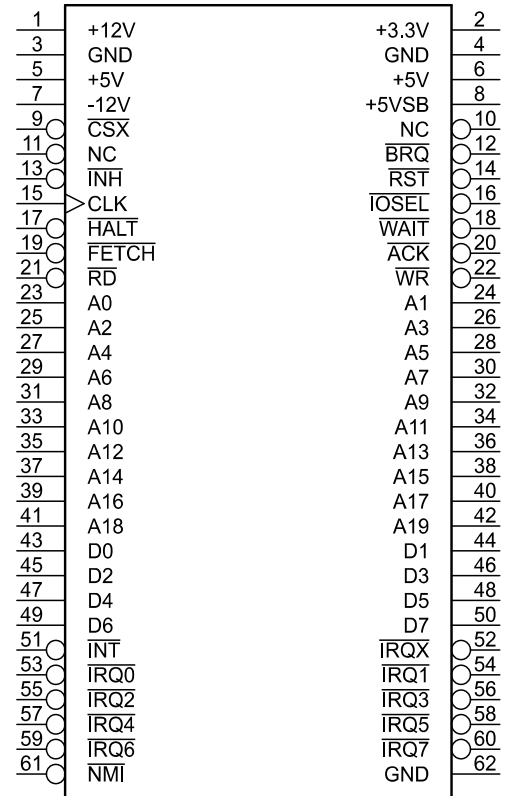 1 +12V +3.3V 2
3 GND GND 4
5 +5V +5V 6
7 -12V +5VSB 8
9 CSX NC 10
11 NC BRQ 12
13 INH RST 14
15 CLK IOSEL 16
17 HALT WAIT 18
19 FETCH ACK 20
21 RD WR 22
23 A0 A1 24
25 A2 A3 26
27 A4 A5 28
29 A6 A7 30
31 A8 A9 32
33 A10 A11 34
35 A12 A13 36
37 A14 A15 38
39 A16 A17 40
41 A18 A19 42
43 D0 D1 44
45 D2 D3 46
47 D4 D5 48
49 D6 D7 50
51 INT IRQX 52
53 IRQ0 IRQ1 54
55 IRQ2 IRQ3 56
57 IRQ4 IRQ5 58
59 IRQ6 IRQ7 60
61 NMI GND 62